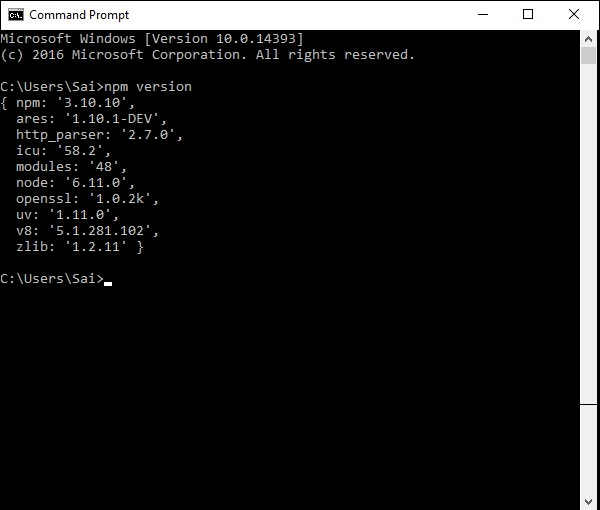 Command Prompt
Microsoft Windows [Version 10.0.14393]
(c) 2016 Microsoft Corporation. All rights reserved.
C:\Users\Sai>npm version
{ npm: '3.10.10',
  ares: '1.10.1-DEV',
  http_parser: '2.7.0',
  icu: '58.2',
  modules: '48',
  node: '6.11.0',
  openssl: '1.0.2k',
  uv: '1.11.0',
  v8: '5.1.281.102',
  zlib: '1.2.11' }
C:\Users\Sai>